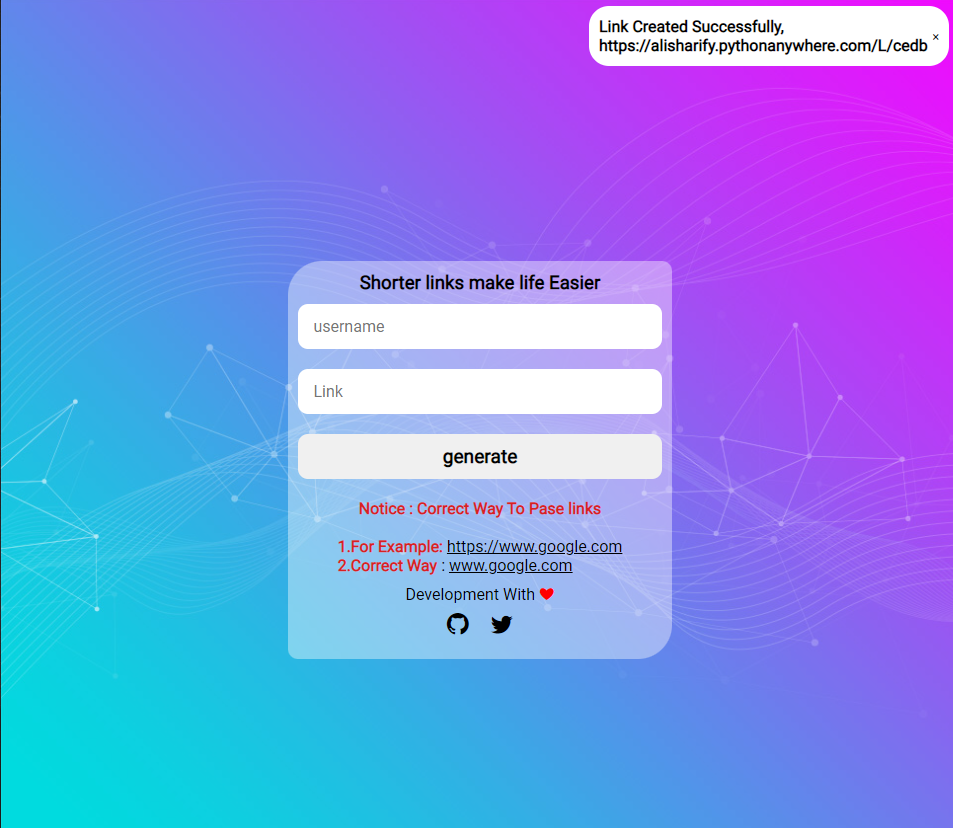 Link Created Successfully,
https://alisharify.pythonanywhere.com/L/cedb
×
Shorter links make life Easier
username
Link
generate
Notice : Correct Way To Pase links
1.For Example: https://www.google.com
2.Correct Way : www.google.com
Development With